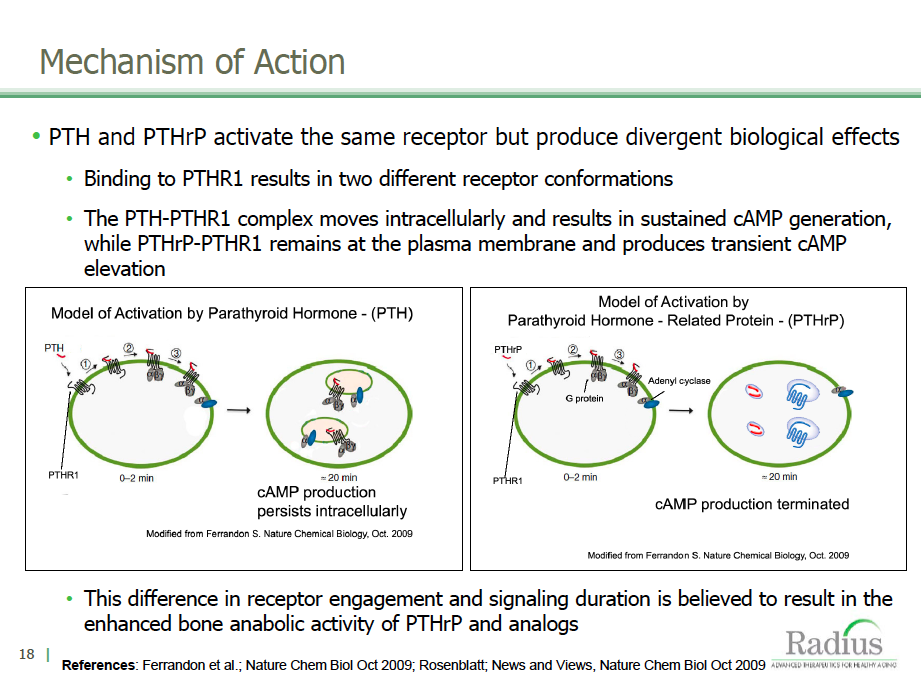 Mechanism of Action
• PTH and PTHrP activate the same receptor but produce divergent biological effects
• Binding to PTHR1 results in two different receptor conformations
• The PTH-PTHR1 complex moves intracellularly and results in sustained cAMP generation,
while PTHrP-PTHR1 remains at the plasma membrane and produces transient cAMP
elevation
Model of Activation by Parathyroid Hormone - (PTH)
PTH
1
2
3
PTHR1
0–2 min
≈ 20 min
cAMP production
persists intracellularly
Modified from Ferrandon S. Nature Chemical Biology, Oct. 2009
Model of Activation by
Parathyroid Hormone - Related Protein - (PTHrP)
PTHrP
1
2
3
Adenyl cyclase
G protein
PTHR1
0–2 min
≈ 20 min
cAMP production terminated
Modified from Ferrandon S. Nature Chemical Biology, Oct. 2009
• This difference in receptor engagement and signaling duration is believed to result in the
enhanced bone anabolic activity of PTHrP and analogs
18 |
References: Ferrandon et al.; Nature Chem Biol Oct 2009; Rosenblatt; News and Views, Nature Chem Biol Oct 2009
Radius
ADVANCED THERAPEUTICS FOR HEALTHY AGING